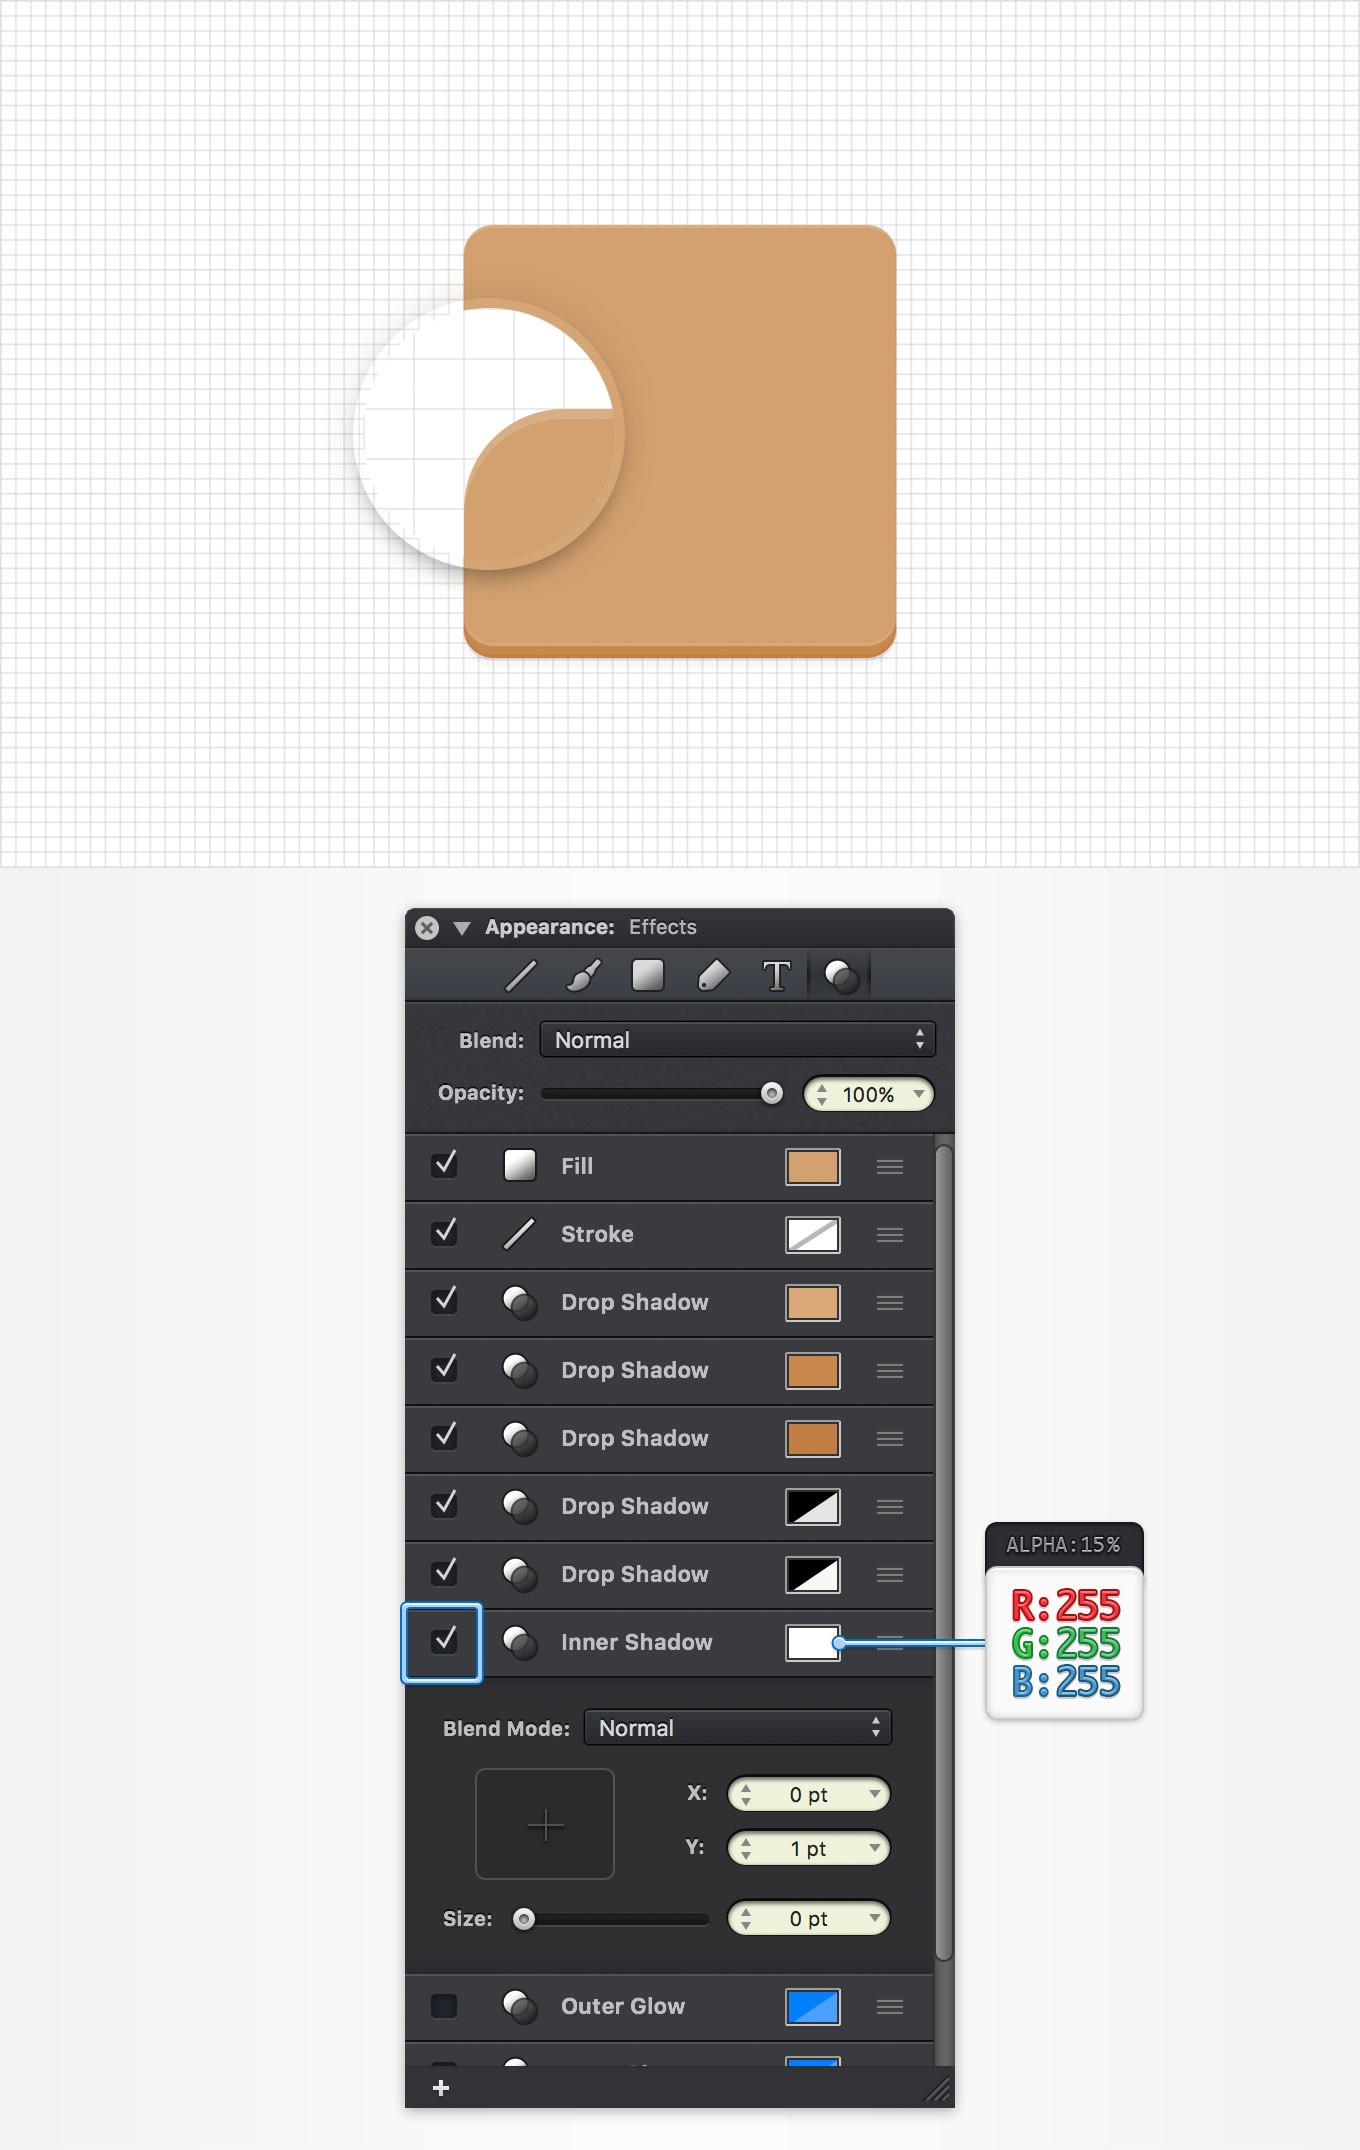 Appearance: Effects
T
Blend: Normal
Opacity: 100%
Fill
Stroke
Drop Shadow
Drop Shadow
Drop Shadow
Drop Shadow
Drop Shadow
Inner Shadow
ALPHA:15%
R:255
G:255
B:255
Blend Mode: Normal
X: 0 pt
Y: 1 pt
Size: 0 pt
Outer Glow